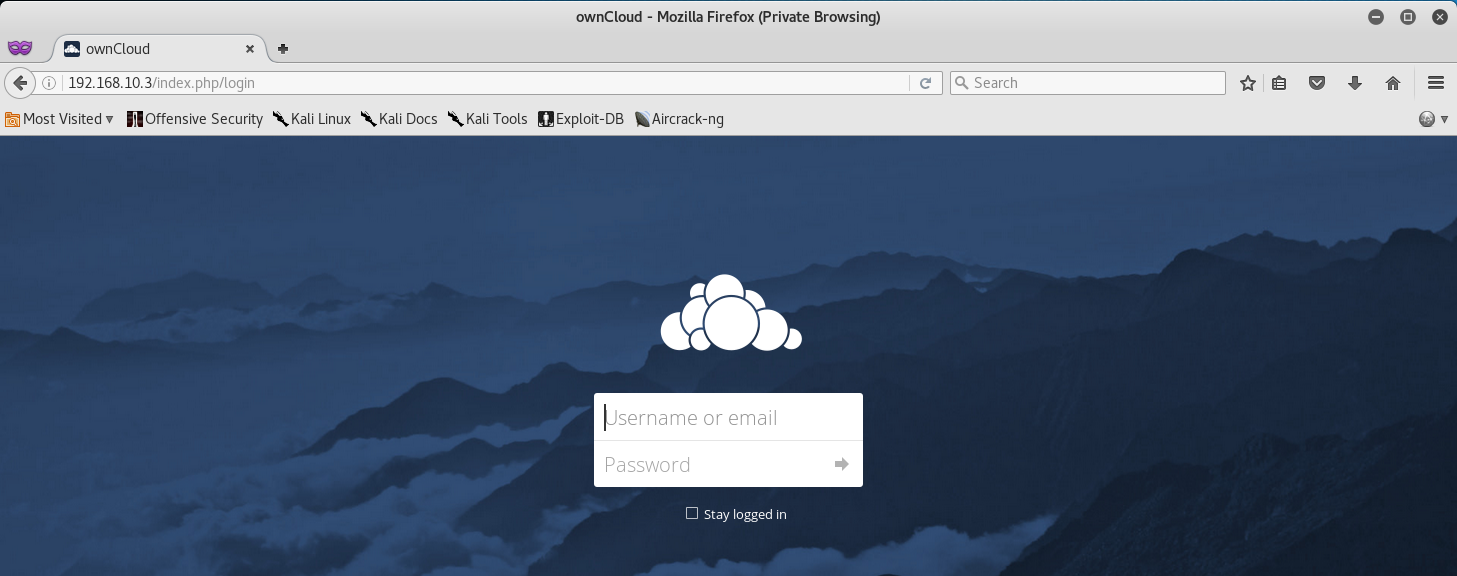 ownCloud - Mozilla Firefox (Private Browsing)
ownCloud
192.168.10.3/index.php/login
Search
Most Visited Offensive Security Kali Linux Kali Docs Kali Tools Exploit-DB Aircrack-ng
Username or email
Password
Stay logged in